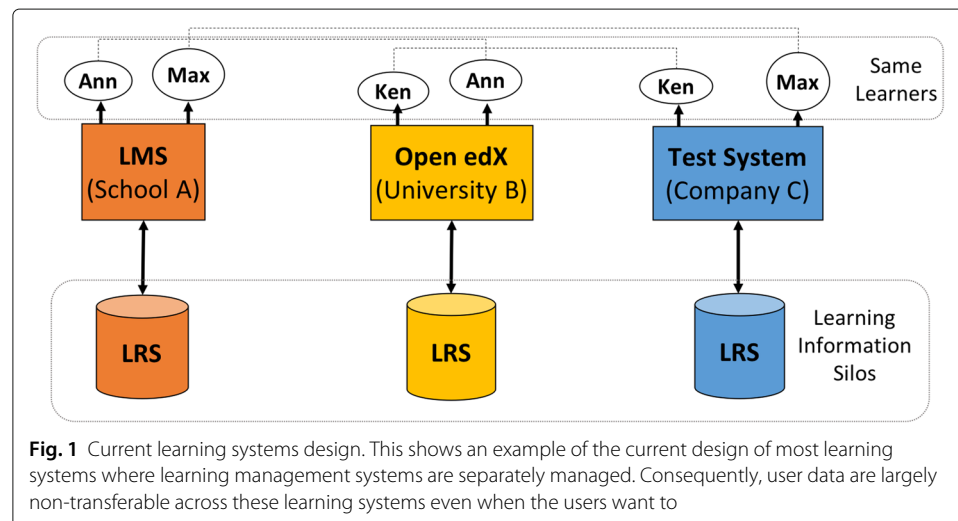 Ann
Max
Ken
Ann
Ken
Max
Same
Learners
LMS
(School A)
Open edX
(University B)
Test System
(Company C)
LRS
LRS
LRS
Learning
Information
Silos
Fig. 1 Current learning systems design. This shows an example of the current design of most learning
systems where learning management systems are separately managed. Consequently, user data are largely
non-transferable across these learning systems even when the users want to